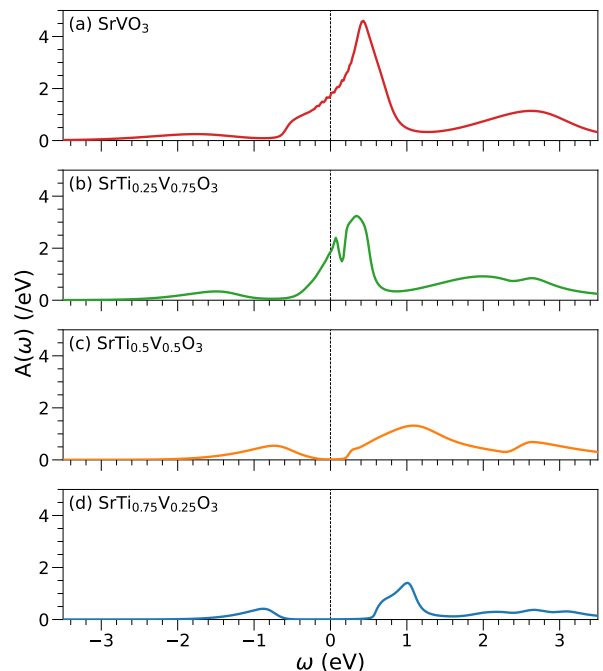 (a) SrVO₃
4
2
0
(b) SrTi₀.₂₅V₀.₇₅O₃
4
2
0
A(ω) (/eV)
(c) SrTi₀.₅V₀.₅O₃
4
2
0
(d) SrTi₀.₇₅V₀.₂₅O₃
4
2
0
−3 −2 −1 0 1 2 3
ω (eV)